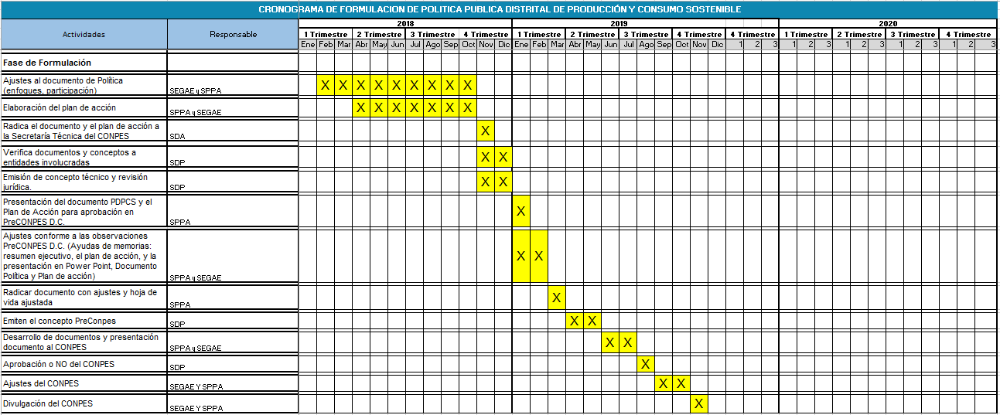 CRONOGRAMA DE FORMULACION DE POLITICA PUBLICA DISTRITAL DE PRODUCCIÓN Y CONSUMO SOSTENIBLE
Actividades Responsable 2018 2019 2020
1 Trimestre 2 Trimestre 3 Trimestre 4 Trimestre 1 Trimestre 2 Trimestre 3 Trimestre 4 Trimestre 4 Trimestre 1 Trimestre 2 Trimestre 3 Trimestre 4 Trimestre
Ene Feb Mar Abr May Jun Jul Ago Sep Oct Nov Dic Ene Feb Mar Abr May Jun Jul Ago Sep Oct Nov Dic 1 2 3 1 2 3 1 2 3 1 2 3 1 2 3
Fase de Formulación
Ajustes al documento de Política
(enfoques, participación) SEGAE y SPPA X X X X X X X X X
Elaboración del plan de acción SPPA y SEGAE X X X X X X X
Radica el documento y el plan de acción a
la Secretaría Técnica del CONPES SDA X
Verifica documentos y conceptos a
entidades involucradas SDP X X
Emisión de concepto técnico y revisión
jurídica. SDP X X
Presentación del documento PDPCS y el
Plan de Acción para aprobación en
PreCONPES D.C. SPPA X
Ajustes conforme a las observaciones
PreCONPES D.C. (Ayudas de memorias:
resumen ejecutivo, el plan de acción, y la
presentación en Power Point, Documento
Política y Plan de acción) SPPA y SEGAE X X
Radicar documento con ajustes y hoja de
vida ajustada SPPA X
Emiten el concepto PreConpes SDP X X
Desarrollo de documentos y presentación
documento al CONPES SPPA y SEGAE X X
Aprobación o NO del CONPES SDP X
Ajustes del CONPES SEGAE Y SPPA X X
Divulgación del CONPES SEGAE Y SPPA X